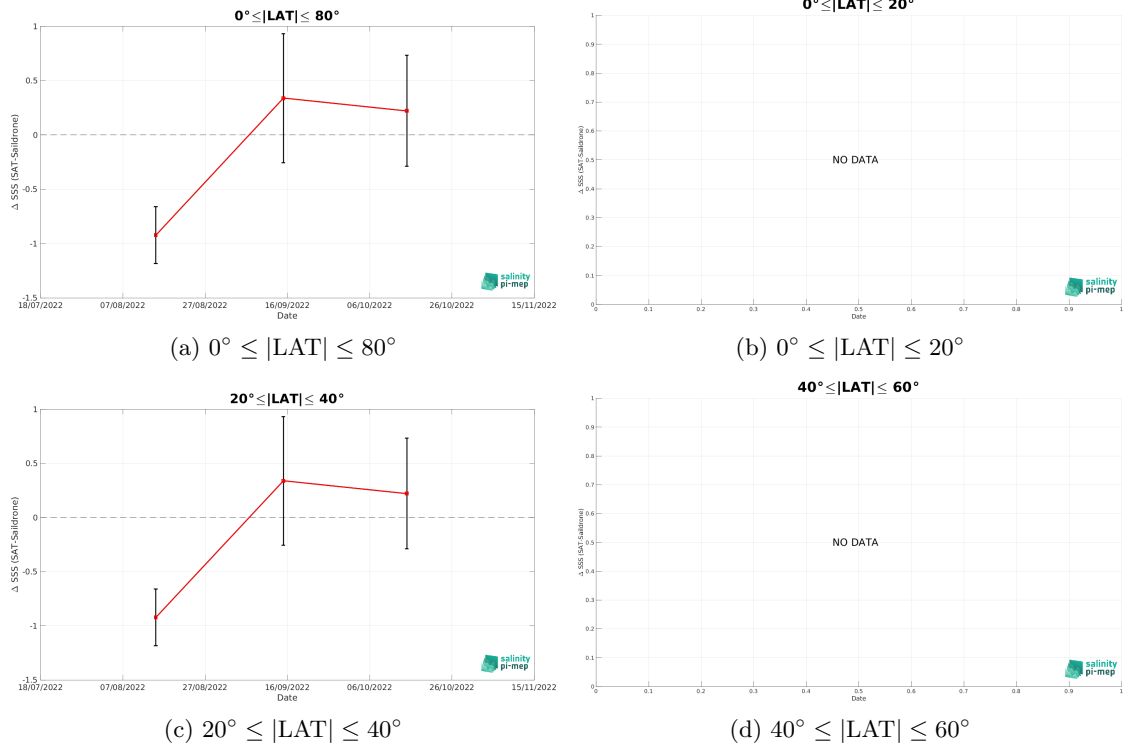 0°≤|LAT|≤ 80°
1
0.5
0
-0.5
-1
-1.5
Δ SSS (SAT-Saildrone)
18/07/2022 07/08/2022 27/08/2022 16/09/2022 06/10/2022 26/10/2022 15/11/2022
Date
salinity
pi-mep
(a) 0° ≤ |LAT| ≤ 80°
0°≤|LAT|≤ 20°
1
0.9
0.8
0.7
0.6
0.5
0.4
0.3
0.2
0.1
0
Δ SSS (SAT-Saildrone)
NO DATA
0 0.1 0.2 0.3 0.4 0.5 0.6 0.7 0.8 0.9 1
Date
salinity
pi-mep
(b) 0° ≤ |LAT| ≤ 20°
20°≤|LAT|≤ 40°
1
0.5
0
-0.5
-1
-1.5
Δ SSS (SAT-Saildrone)
18/07/2022 07/08/2022 27/08/2022 16/09/2022 06/10/2022 26/10/2022 15/11/2022
Date
salinity
pi-mep
(c) 20° ≤ |LAT| ≤ 40°
40°≤|LAT|≤ 60°
1
0.9
0.8
0.7
0.6
0.5
0.4
0.3
0.2
0.1
0
Δ SSS (SAT-Saildrone)
NO DATA
0 0.1 0.2 0.3 0.4 0.5 0.6 0.7 0.8 0.9 1
Date
salinity
pi-mep
(d) 40° ≤ |LAT| ≤ 60°